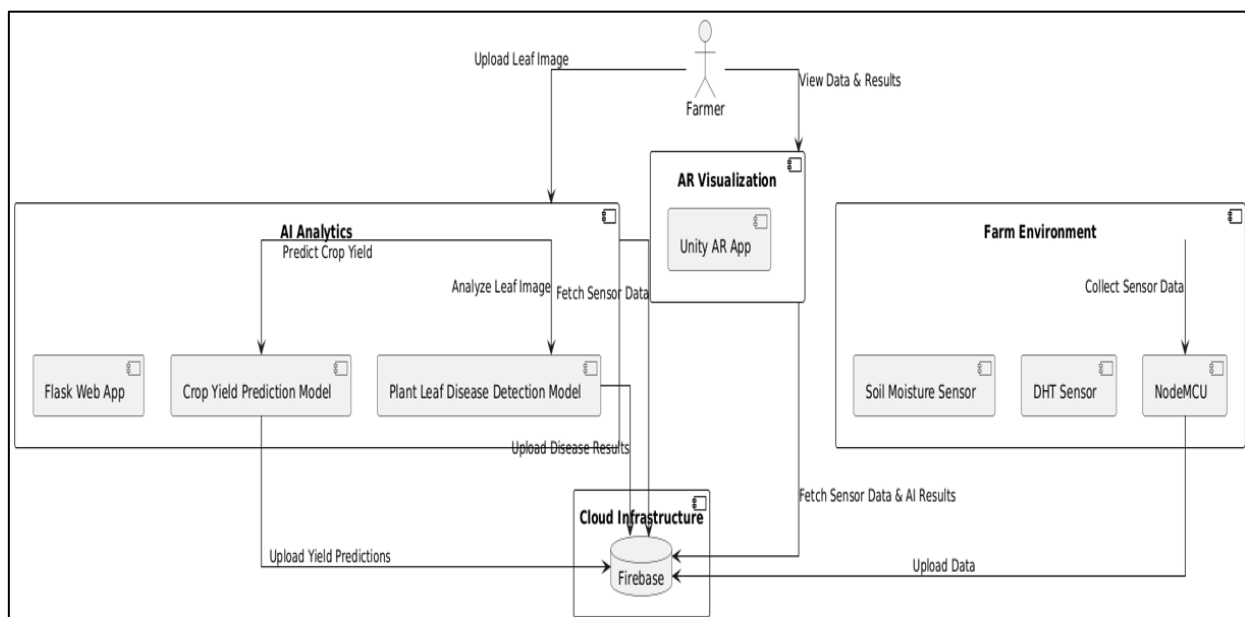 Upload Leaf Image
View Data & Results
Farmer
AR Visualization
Unity AR App
AI Analytics
Predict Crop Yield
Analyze Leaf Image
Fetch Sensor Data
Flask Web App
Crop Yield Prediction Model
Plant Leaf Disease Detection Model
Farm Environment
Collect Sensor Data
Soil Moisture Sensor
DHT Sensor
NodeMCU
Upload Disease Results
Fetch Sensor Data & AI Results
Cloud Infrastructure
Upload Yield Predictions
Firebase
Upload Data